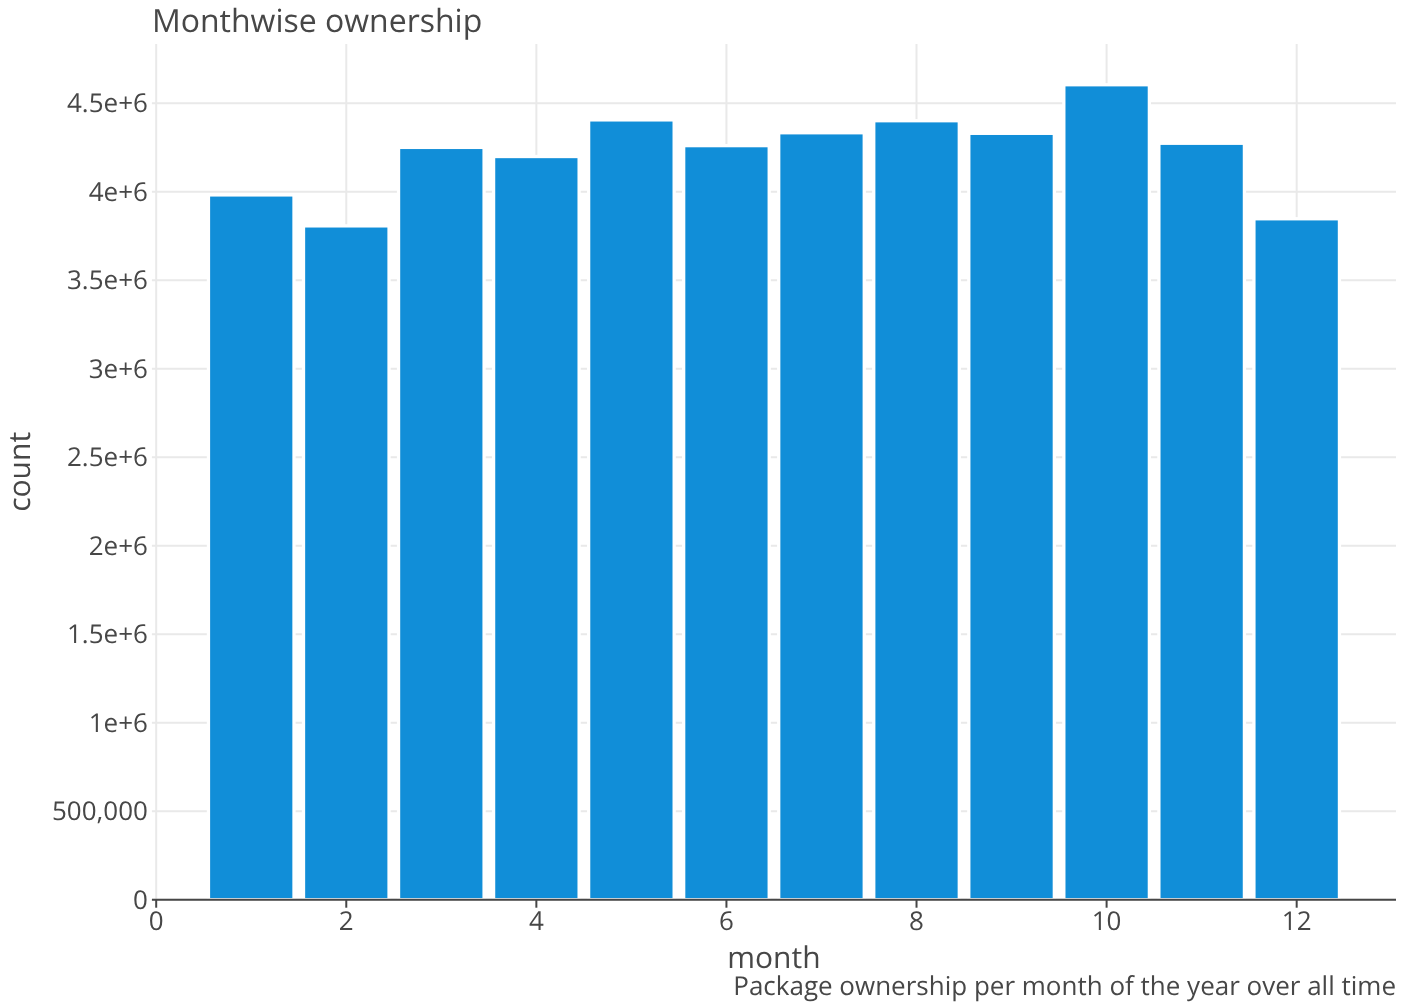 Monthwise ownership
4.5e+6
4e+6
3.5e+6
3e+6
2.5e+6
2e+6
1.5e+6
1e+6
500,000
0
count
0 2 4 6 8 10 12
month
Package ownership per month of the year over all time